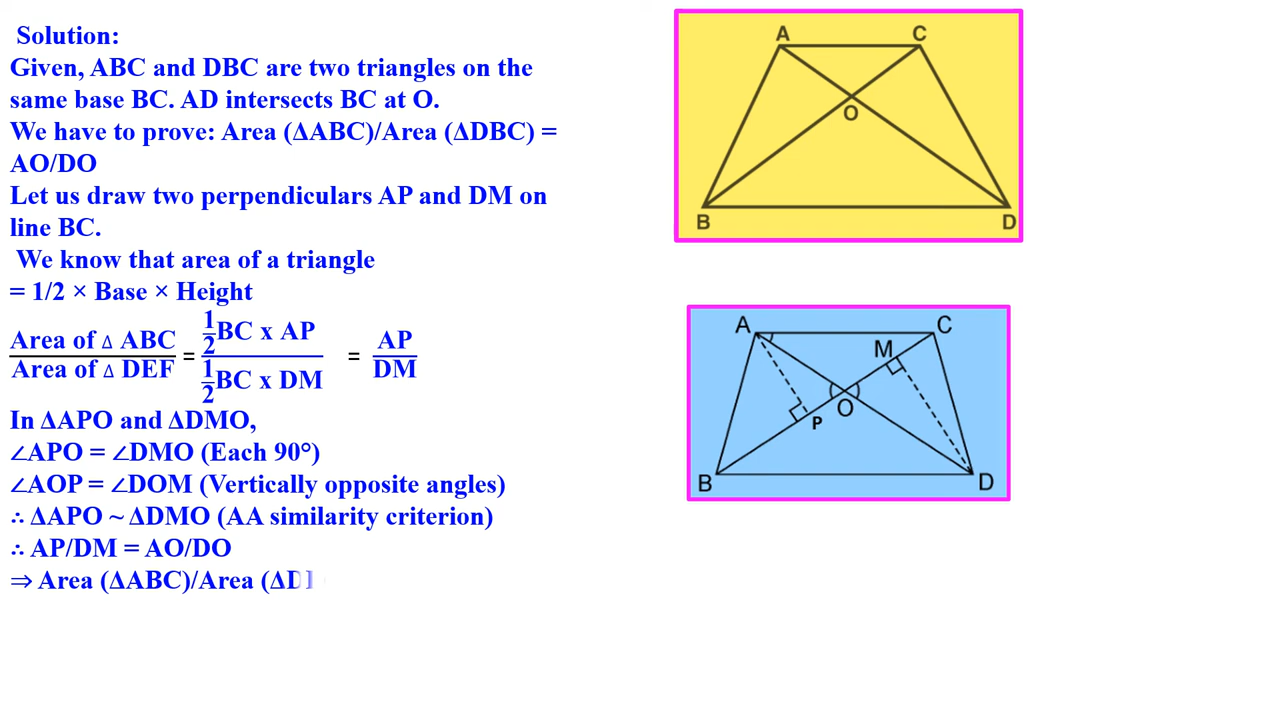 Solution:
Given, ABC and DBC are two triangles on the
same base BC. AD intersects BC at O.
We have to prove: Area (ΔABC)/Area (ΔDBC) =
AO/DO
Let us draw two perpendiculars AP and DM on
line BC.
We know that area of a triangle
= 1/2 × Base × Height
Area of Δ ABC / Area of Δ DEF = 1/2 BC x AP / 1/2 BC x DM = AP / DM
In ΔAPO and ΔDMO,
∠APO = ∠DMO (Each 90°)
∠AOP = ∠DOM (Vertically opposite angles)
∴ ΔAPO ~ ΔDMO (AA similarity criterion)
∴ AP/DM = AO/DO
⇒ Area (ΔABC)/Area (ΔD
A C
O
B D
A C
M
O
P
B D